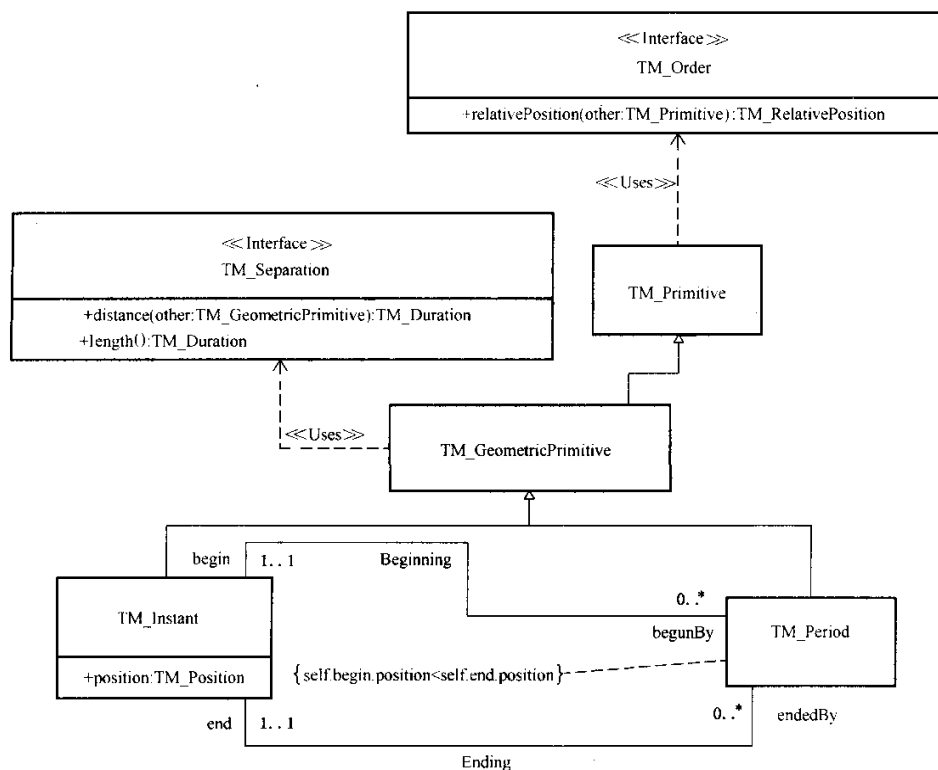 ≪Interface≫
TM_Order
+relativePosition(other:TM_Primitive):TM_RelativePosition
≪Uses≫
≪Interface≫
TM_Separation
+distance(other:TM_GeometricPrimitive):TM_Duration
+length():TM_Duration
TM_Primitive
≪Uses≫
TM_GeometricPrimitive
begin
1..1
Beginning
0..*
begunBy
TM_Instant
+position:TM_Position
TM_Period
{self.begin.position<self.end.position}
end
1..1
0..*
endedBy
Ending